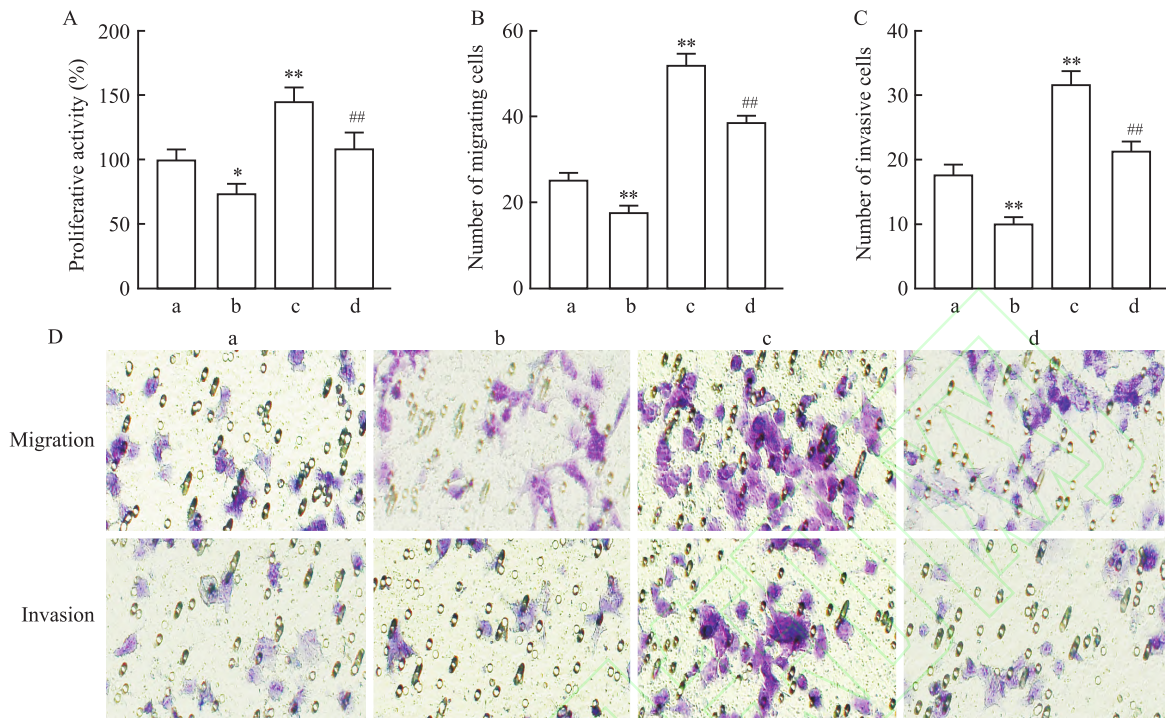 A
Proliferative activity (%)
200
150
100
50
0
**
*
##
a b c d
B
Number of migrating cells
60
40
20
0
**
**
##
a b c d
C
Number of invasive cells
40
30
20
10
0
**
**
##
a b c d
D
a b c d
Migration
Invasion